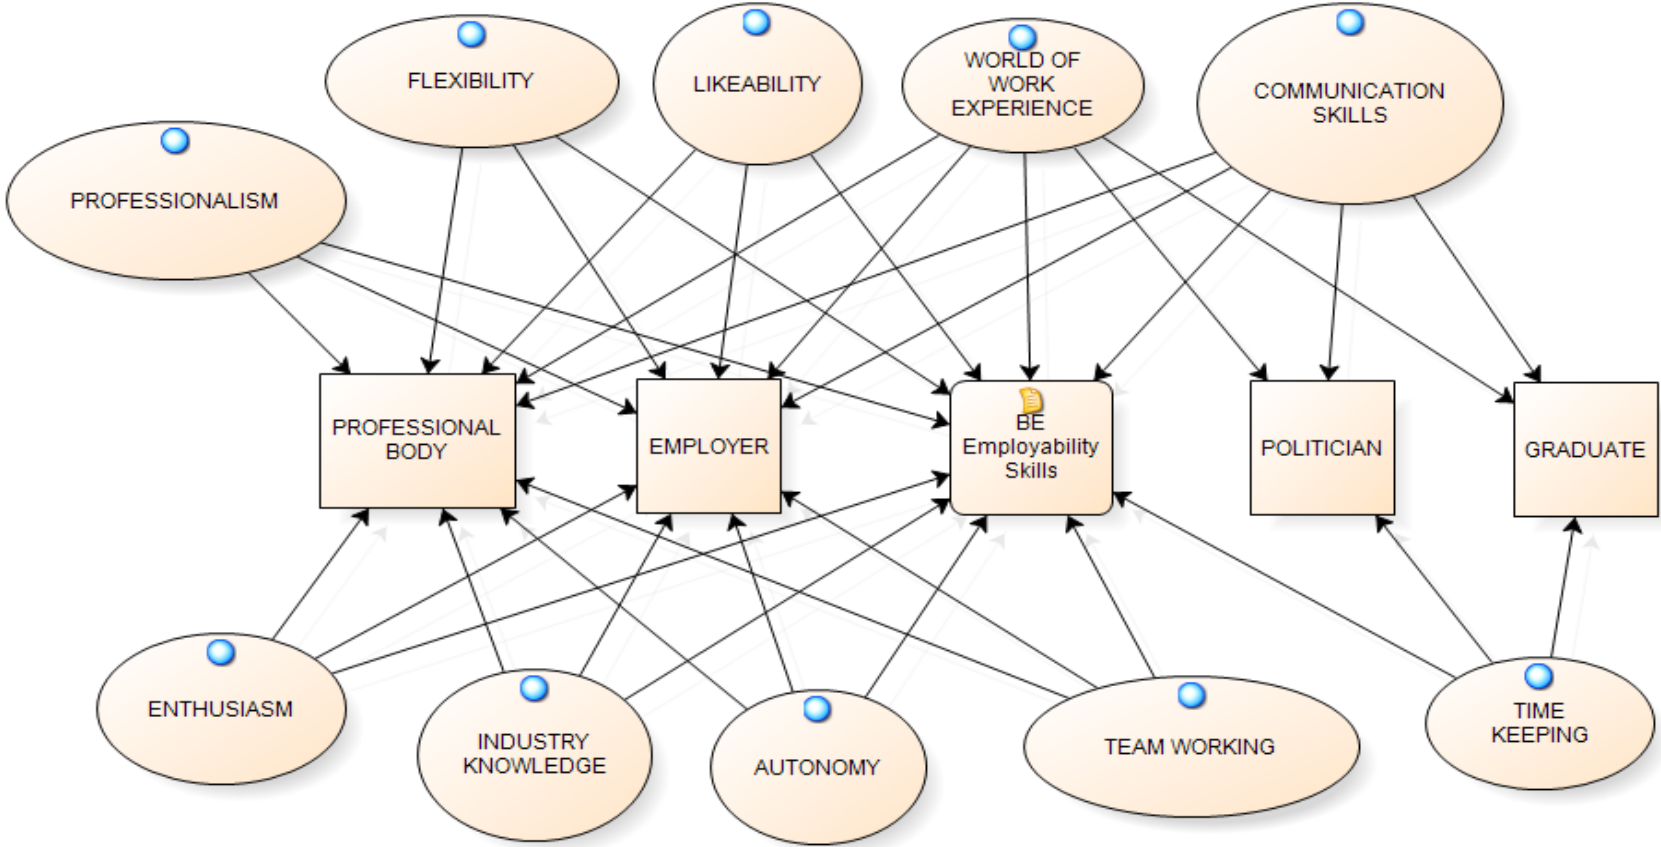 FLEXIBILITY
LIKEABILITY
WORLD OF
WORK
EXPERIENCE
COMMUNICATION
SKILLS
PROFESSIONALISM
PROFESSIONAL
BODY
EMPLOYER
BE
Employability
Skills
POLITICIAN
GRADUATE
ENTHUSIASM
INDUSTRY
KNOWLEDGE
AUTONOMY
TEAM WORKING
TIME
KEEPING